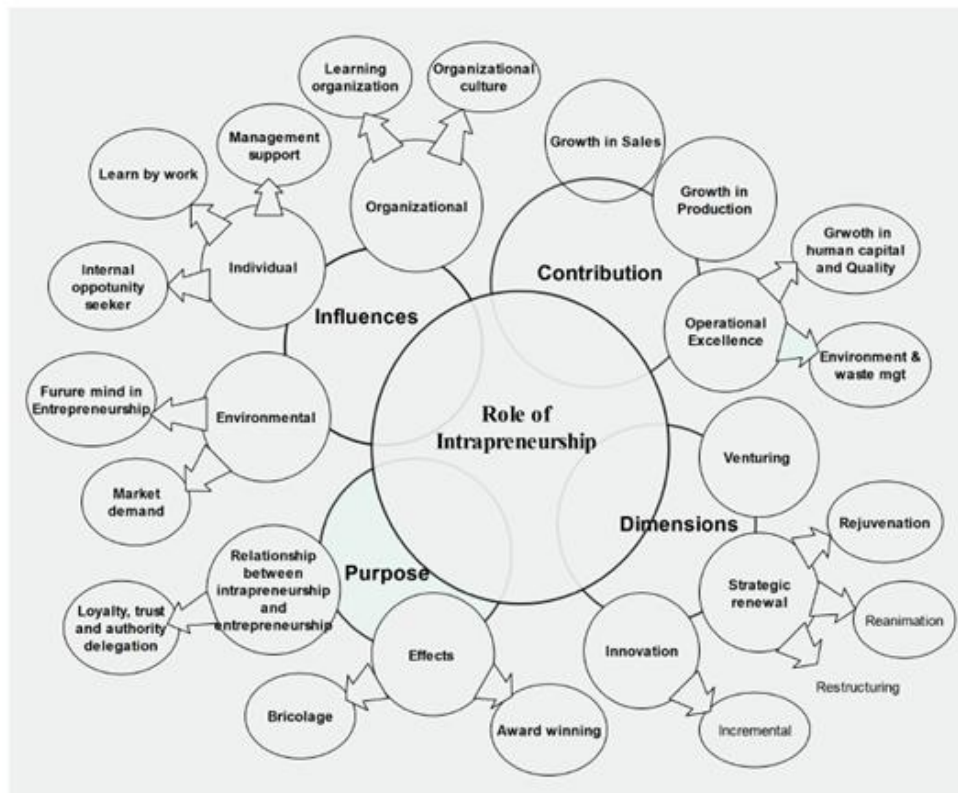 Learning
organization
Organizational
culture
Management
support
Learn by work
Organizational
Growth in Sales
Growth in
Production
Grwoth in
human capital
and Quality
Internal
oppotunity
seeker
Individual
Influences
Contribution
Operational
Excellence
Environment &
waste mgt
Furure mind in
Entrepreneurship
Environmental
Role of
Intrapreneurship
Venturing
Market
demand
Dimensions
Rejuvenation
Relationship
between
intrapreneurship
and
entrepreneurship
Purpose
Strategic
renewal
Reanimation
Loyalty, trust
and authority
delegation
Effects
Innovation
Restructuring
Bricolage
Award winning
Incremental